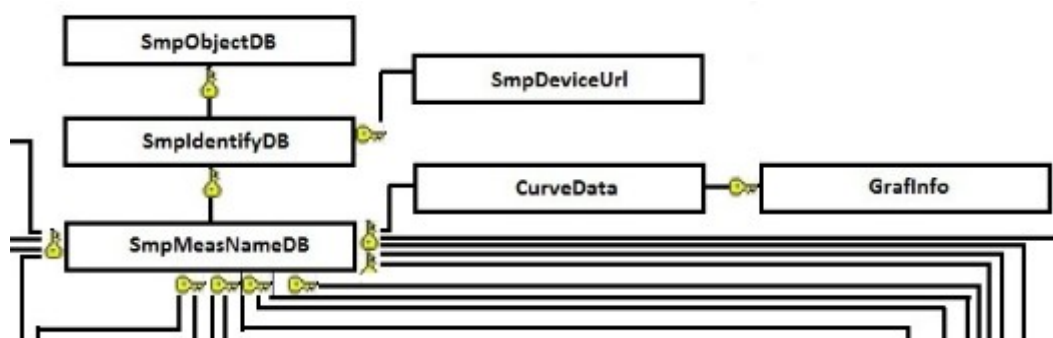 SmpObjectDB
SmpDeviceUrl
SmpIdentifyDB
CurveData
GrafInfo
SmpMeasNameDB